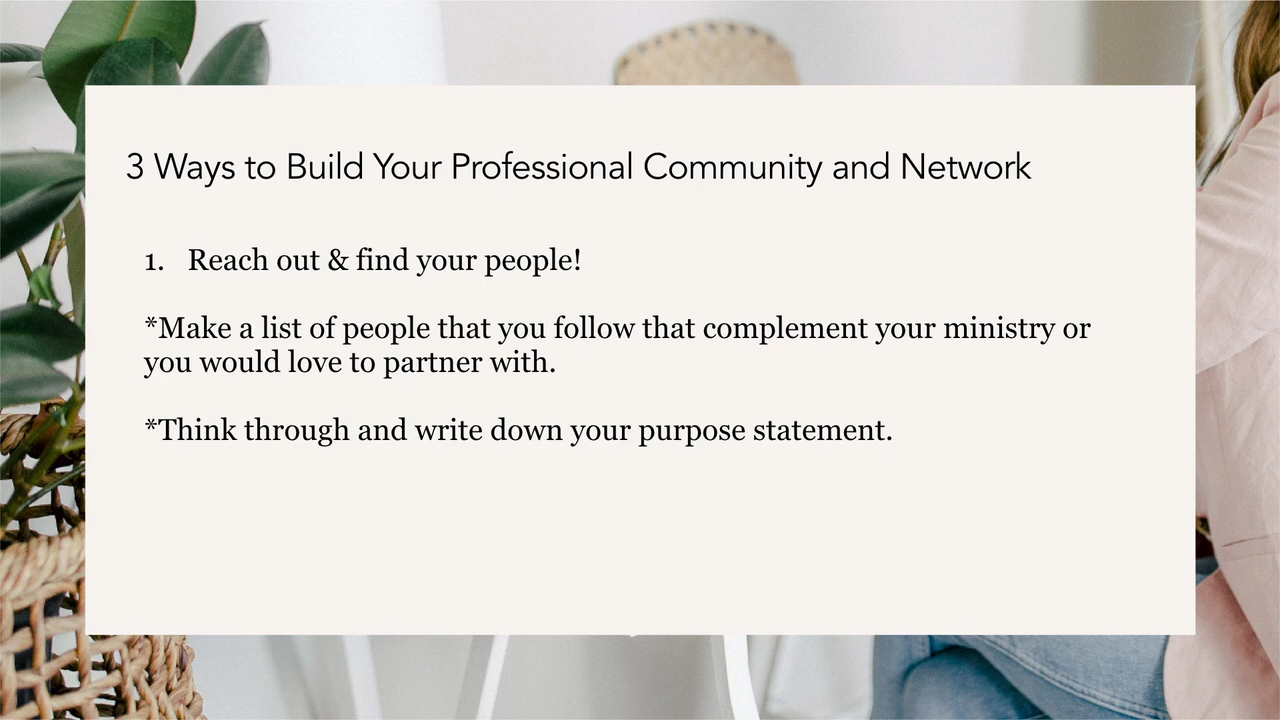 3 Ways to Build Your Professional Community and Network
1. Reach out & find your people!
*Make a list of people that you follow that complement your ministry or
you would love to partner with.
*Think through and write down your purpose statement.